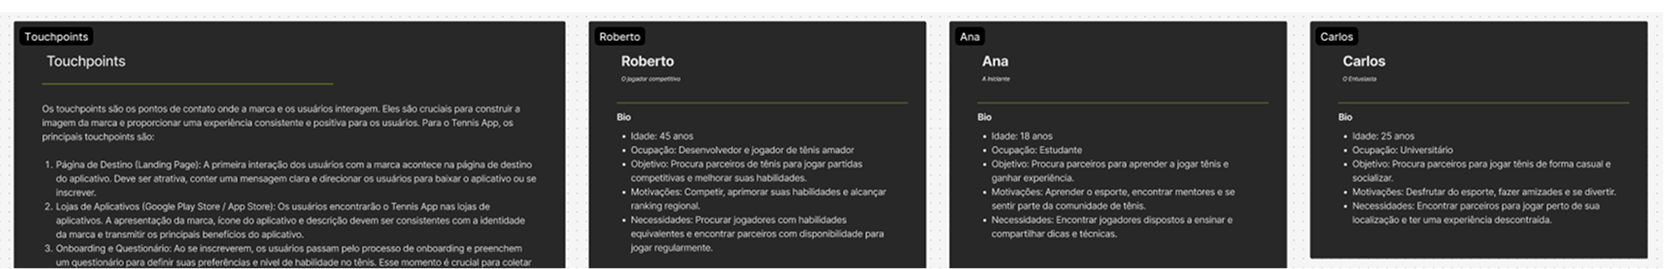 Touchpoints
Touchpoints
Os touchpoints são os pontos de contato onde a marca e os usuários interagem. Eles são cruciais para construir a
imagem da marca e proporcionar uma experiência consistente e positiva para os usuários. Para o Tennis App, os
principais touchpoints são:
1. Página de Destino (Landing Page): A primeira interação dos usuários com a marca acontece na página de destino
do aplicativo. Deve ser atrativa, conter uma mensagem clara e direcionar os usuários para baixar o aplicativo ou se
inscrever.
2. Lojas de Aplicativos (Google Play Store / App Store): Os usuários encontrarão o Tennis App nas lojas de
aplicativos. A apresentação da marca, ícone do aplicativo e descrição devem ser consistentes com a identidade
da marca e transmitir os principais benefícios do aplicativo.
3. Onboarding e Questionário: Ao se inscreverem, os usuários passam pelo processo de onboarding e preenchem
um questionário para definir suas preferências e nível de habilidade no tênis. Esse momento é crucial para coletar
Roberto
Roberto
O jogador competitivo
Bio
• Idade: 45 anos
• Ocupação: Desenvolvedor e jogador de tênis amador
• Objetivo: Procura parceiros de tênis para jogar partidas
competitivas e melhorar suas habilidades.
• Motivações: Competir, aprimorar suas habilidades e alcançar
ranking regional.
• Necessidades: Procurar jogadores com habilidades
equivalentes e encontrar parceiros com disponibilidade para
jogar regularmente.
Ana
Ana
A Iniciante
Bio
• Idade: 18 anos
• Ocupação: Estudante
• Objetivo: Procura parceiros para aprender a jogar tênis e
ganhar experiência.
• Motivações: Aprender o esporte, encontrar mentores e se
sentir parte da comunidade de tênis.
• Necessidades: Encontrar jogadores dispostos a ensinar e
compartilhar dicas e técnicas.
Carlos
Carlos
O Entusiasta
Bio
• Idade: 25 anos
• Ocupação: Universitário
• Objetivo: Procura parceiros para jogar tênis de forma casual e
socializar.
• Motivações: Desfrutar do esporte, fazer amizades e se divertir.
• Necessidades: Encontrar parceiros para jogar perto de sua
localização e ter uma experiência descontraída.